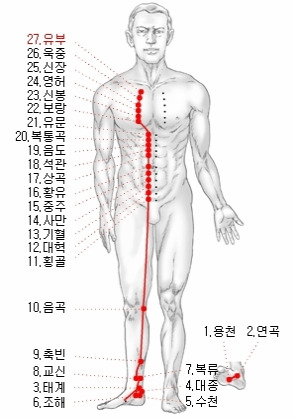 27.유부
26.욱중
25.신장
24.영허
23.신봉
22.보랑
21.유문
20.복통곡
19.음도
18.석관
17.상곡
16.황유
15.중주
14.사만
13.기혈
12.대혁
11.횡골
10.음곡
9.축빈
8.교신
3.태계
6.조해
1.용천 2.연곡
7.복류
4.대종
5.수천